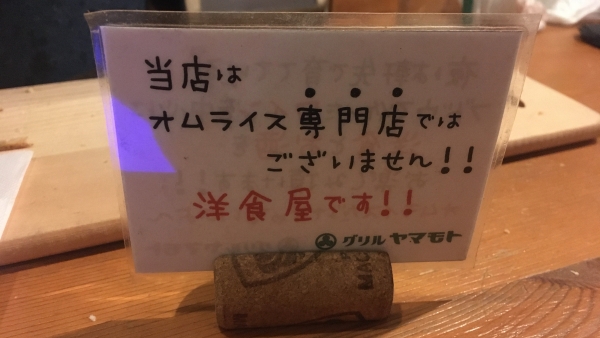 当店は
オムライス専門店では
ございません!!
洋食屋です!!
グリル ヤマモト
MAC